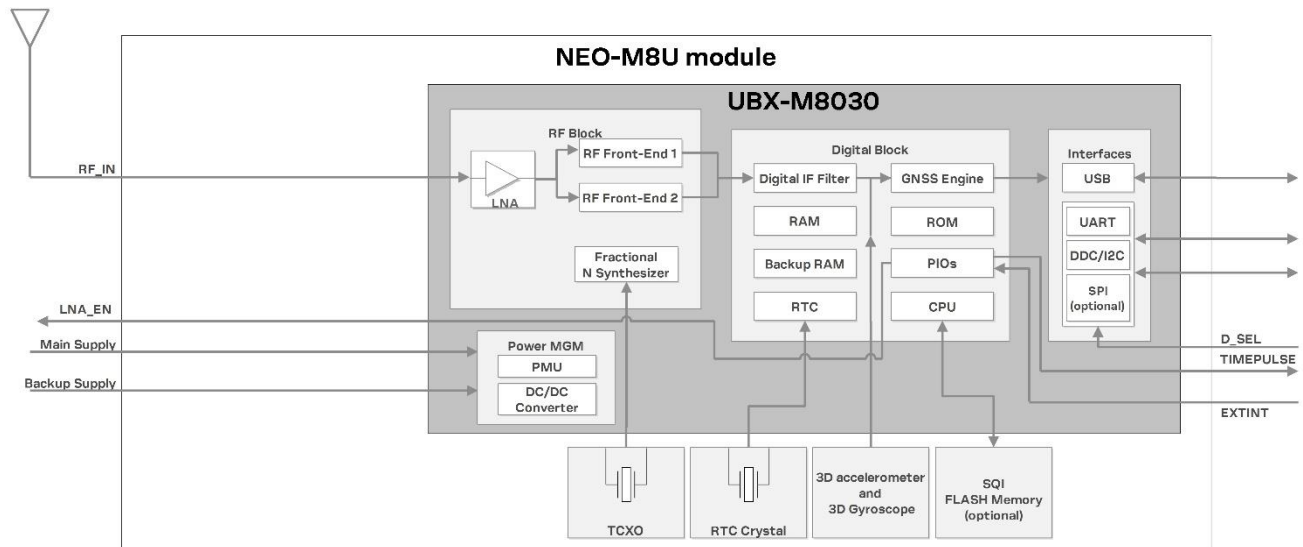 NEO-M8U module
UBX-M8030
RF Block
RF Front-End 1
RF Front-End 2
LNA
Fractional
N Synthesizer
Digital Block
Digital IF Filter
GNSS Engine
RAM
ROM
Backup RAM
PIOs
RTC
CPU
Interfaces
USB
UART
DDC/I2C
SPI
(optional)
RF_IN
LNA_EN
Main Supply
Backup Supply
Power MGM
PMU
DC/DC
Converter
D_SEL
TIMEPULSE
EXTINT
TCXO
RTC Crystal
3D accelerometer
and
3D Gyroscope
SQI
FLASH Memory
(optional)